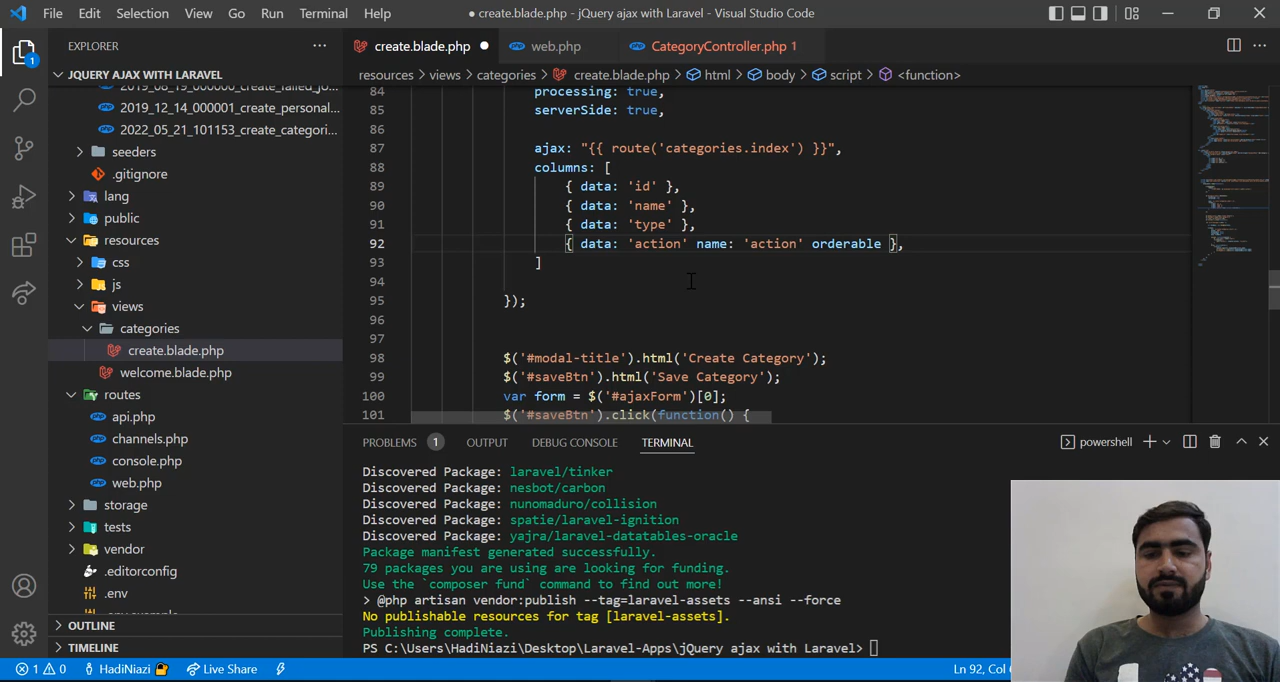 File Edit Selection View Go Run Terminal Help
● create.blade.php - jQuery ajax with Laravel - Visual Studio Code
1
EXPLORER
JQUERY AJAX WITH LARAVEL
2019_08_19_000000_create_failed_jo...
2019_12_14_000001_create_personal...
2022_05_21_101153_create_categori...
seeders
.gitignore
lang
public
resources
css
js
views
categories
create.blade.php
welcome.blade.php
routes
api.php
channels.php
console.php
web.php
storage
tests
vendor
.editorconfig
.env
.env.example
OUTLINE
TIMELINE
create.blade.php ● web.php CategoryController.php 1
resources > views > categories > create.blade.php > html > body > script > <function>
84 processing: true,
85 serverSide: true,
86
87 ajax: "{{ route('categories.index') }}",
88 columns: [
89 { data: 'id' },
90 { data: 'name' },
91 { data: 'type' },
92 { data: 'action' name: 'action' orderable },
93 ]
94
95 });
96
97
98 $('#modal-title').html('Create Category');
99 $('#saveBtn').html('Save Category');
100 var form = $('#ajaxForm')[0];
101 $('#saveBtn').click(function() {
PROBLEMS 1 OUTPUT DEBUG CONSOLE TERMINAL
powershell
Discovered Package: laravel/tinker
Discovered Package: nesbot/carbon
Discovered Package: nunomaduro/collision
Discovered Package: spatie/laravel-ignition
Discovered Package: yajra/laravel-datatables-oracle
Package manifest generated successfully.
79 packages you are using are looking for funding.
Use the `composer fund` command to find out more!
> @php artisan vendor:publish --tag=laravel-assets --ansi --force
No publishable resources for tag [laravel-assets].
Publishing complete.
PS C:\Users\HadiNiazi\Desktop\Laravel-Apps\jQuery ajax with Laravel>
1 0 HadiNiazi Live Share
Ln 92,